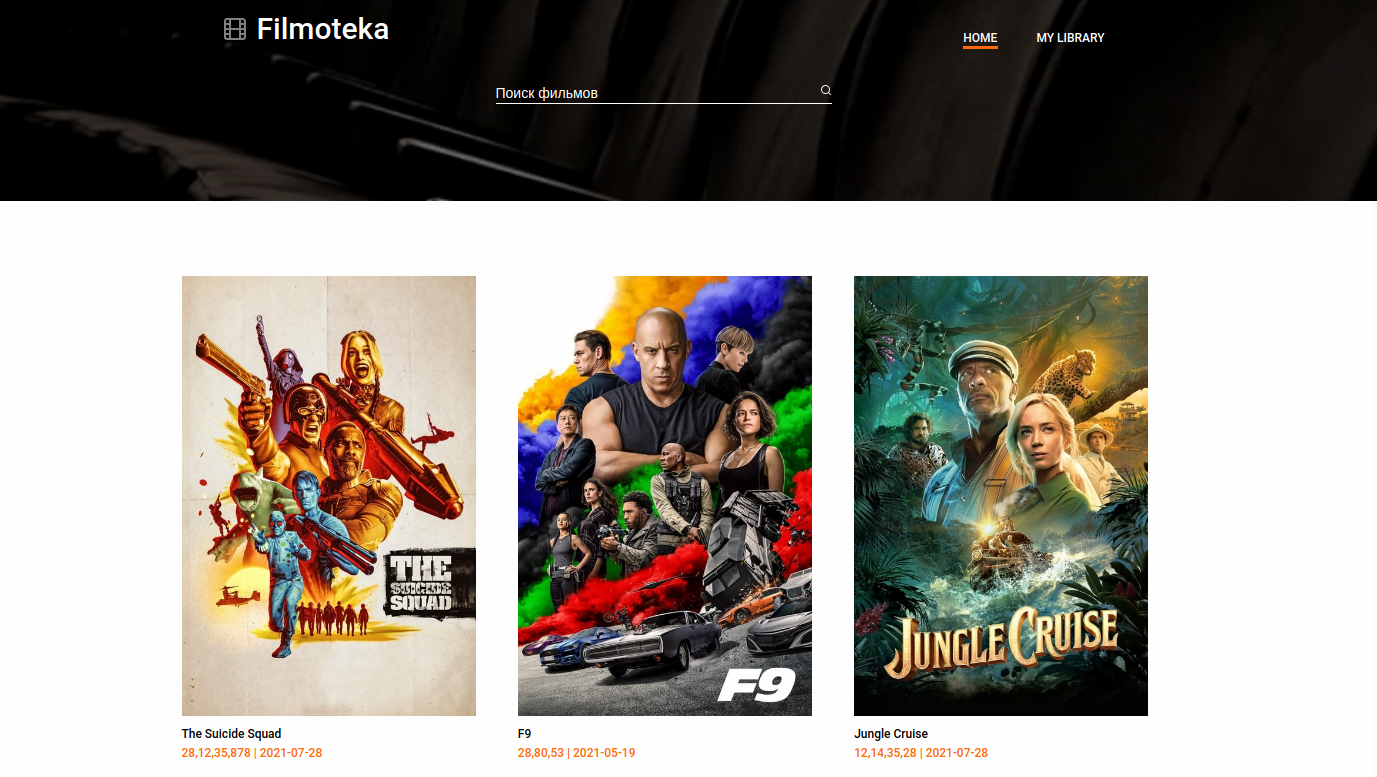 Filmoteka
HOME
MY LIBRARY
Поиск фильмов
THE
SUICIDE
SQUAD
F9
JUNGLE CRUISE
The Suicide Squad
28,12,35,878 | 2021-07-28
F9
28,80,53 | 2021-05-19
Jungle Cruise
12,14,35,28 | 2021-07-28